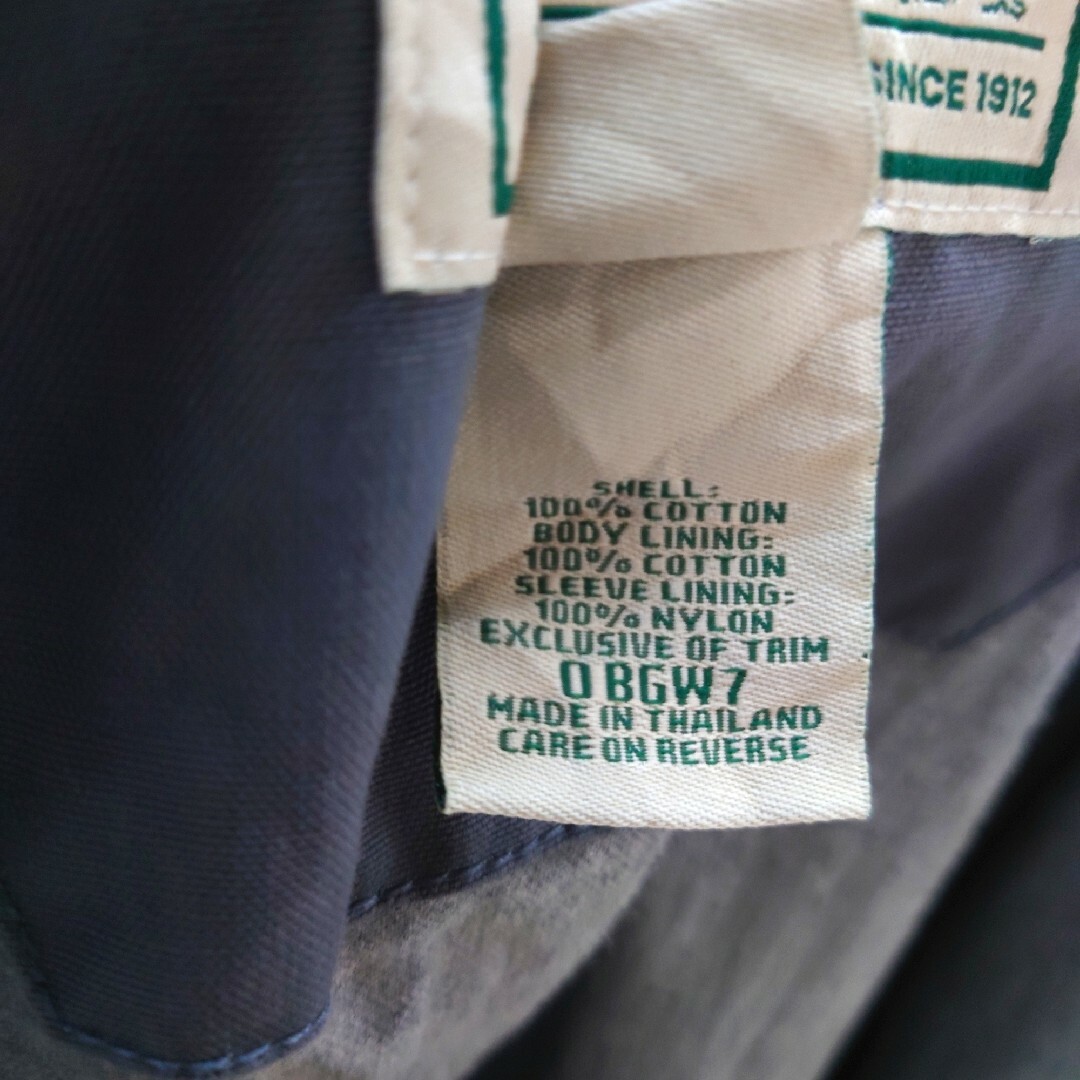 SINCE 1912
SHELL:
100% COTTON
BODY LINING:
100% COTTON
SLEEVE LINING:
100% NYLON
EXCLUSIVE OF TRIM
0BGW7
MADE IN THAILAND
CARE ON REVERSE